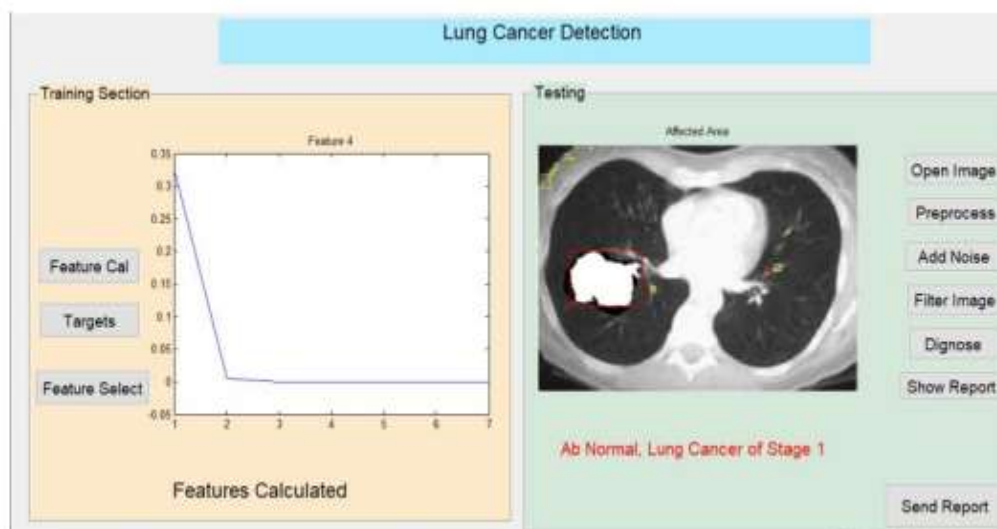 Lung Cancer Detection
Training Section
Feature 4
0.35
0.3
0.25
0.2
0.15
0.1
0.05
0
-0.05
1 2 3 4 5 6 7
Feature Cal
Targets
Feature Select
Features Calculated
Testing
Affected Area
Open Image
Preprocess
Add Noise
Filter Image
Dignose
Show Report
Ab Normal, Lung Cancer of Stage 1
Send Report